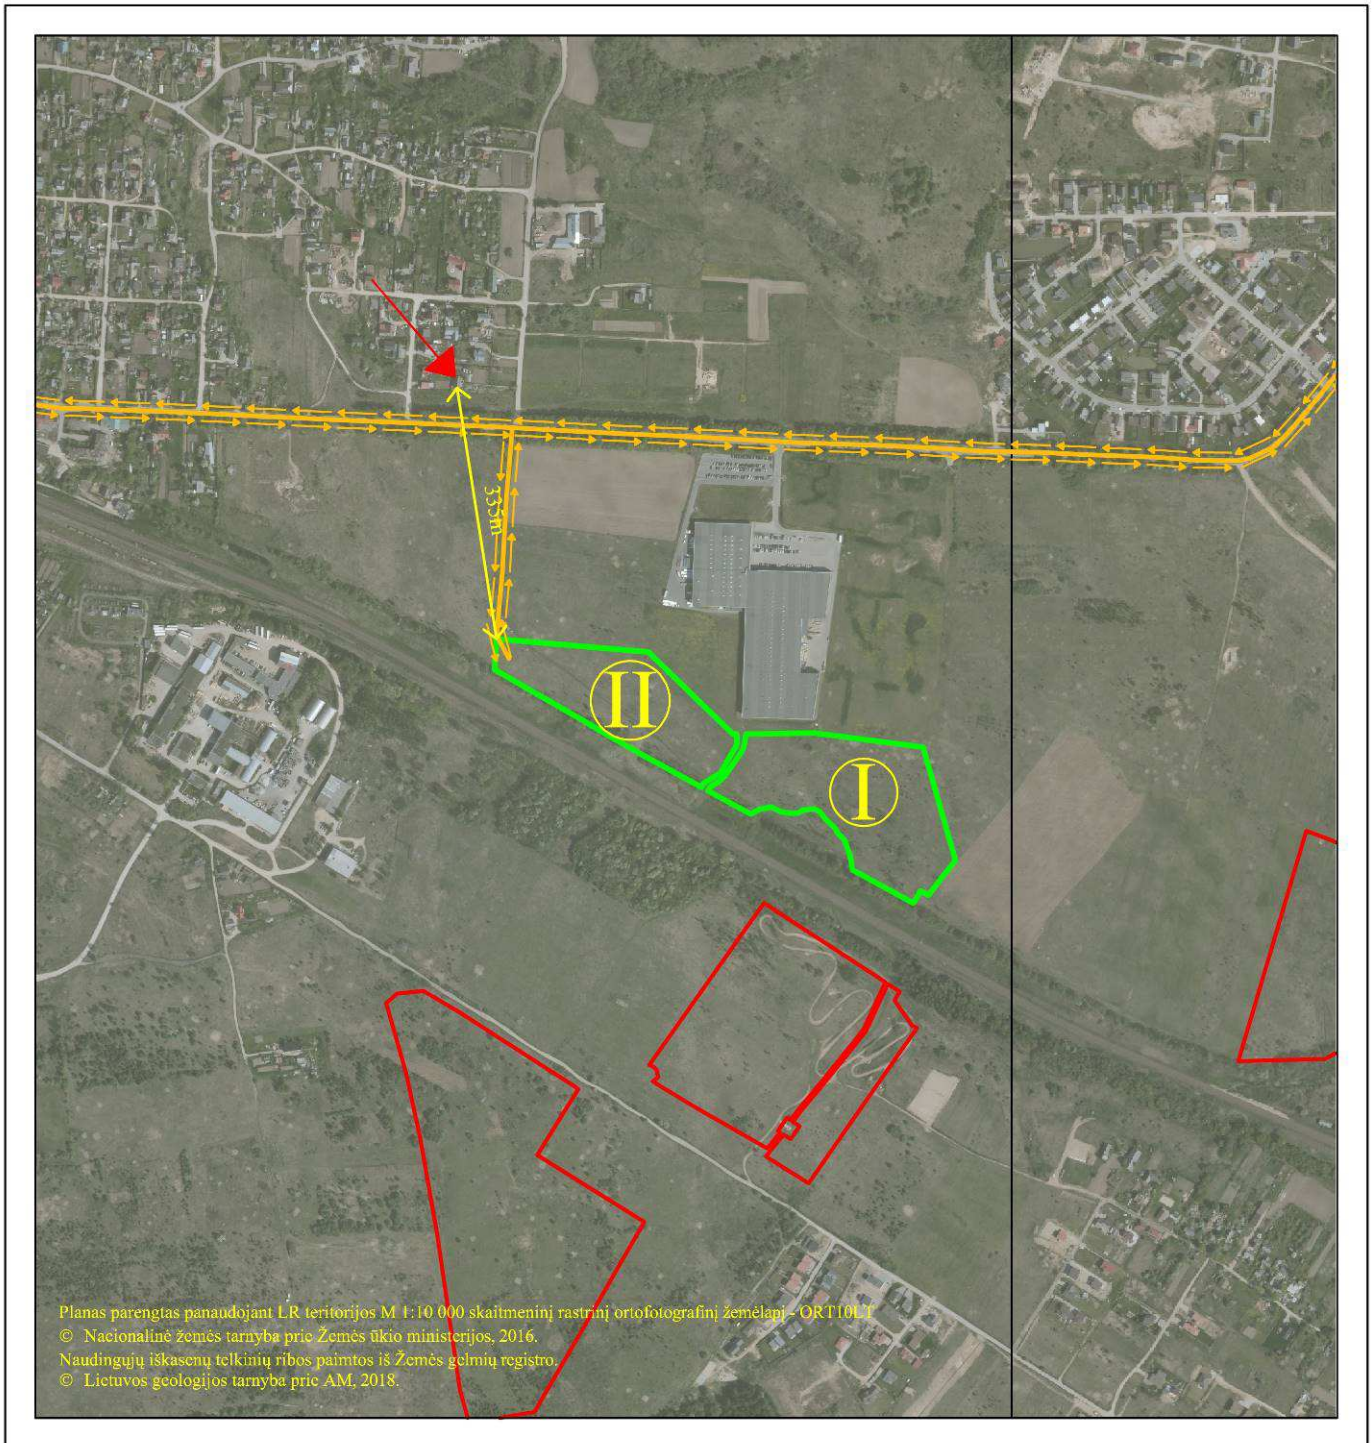 335m
II
I
Planas parengtas panaudojant LR teritorijos M 1:10 000 skaitmeninį rastrinį ortofotografinį žemėlapį - ORT10LT
© Nacionalinė žemės tarnyba prie Žemės ūkio ministerijos, 2016.
Naudingųjų iškasenų telkinių ribos paimtos iš Žemės gelmių registro.
© Lietuvos geologijos tarnyba prie AM, 2018.